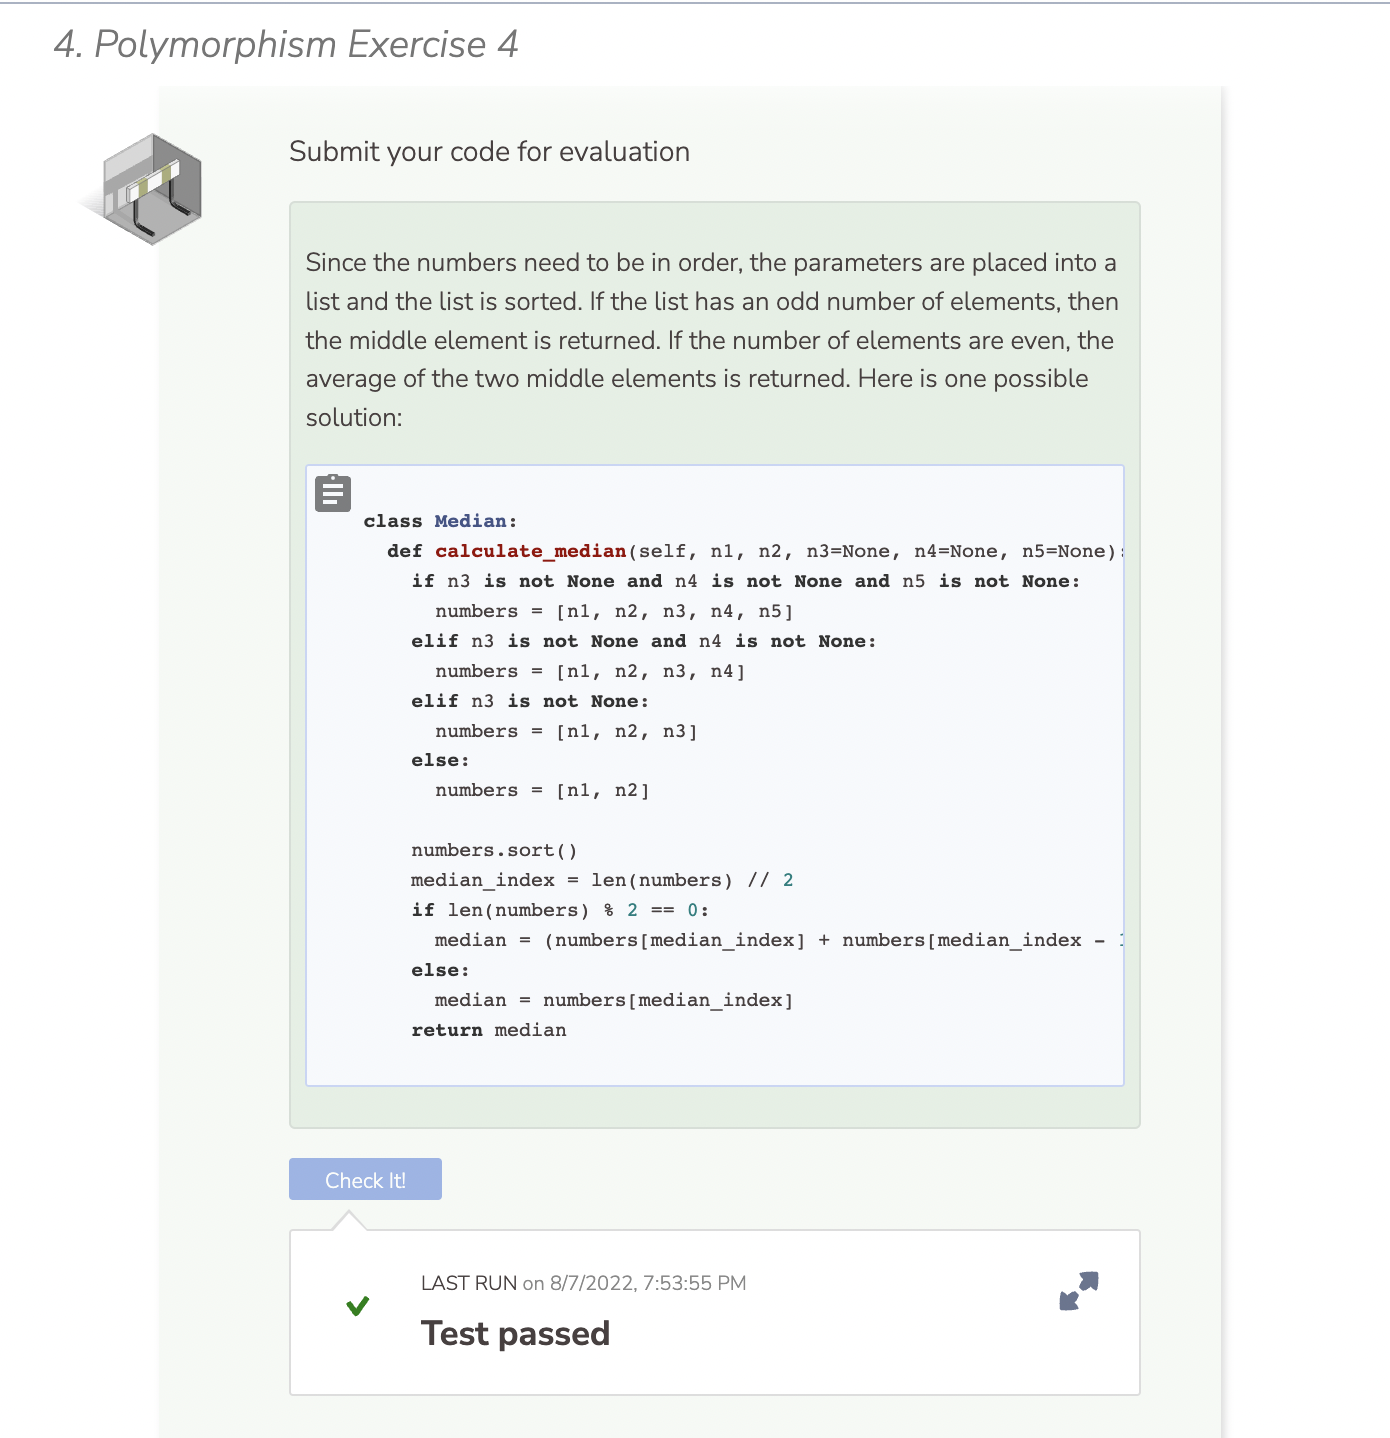 4. Polymorphism Exercise 4
Submit your code for evaluation
Since the numbers need to be in order, the parameters are placed into a
list and the list is sorted. If the list has an odd number of elements, then
the middle element is returned. If the number of elements are even, the
average of the two middle elements is returned. Here is one possible
solution:
class Median:
  def calculate_median(self, n1, n2, n3=None, n4=None, n5=None):
    if n3 is not None and n4 is not None and n5 is not None:
      numbers = [n1, n2, n3, n4, n5]
    elif n3 is not None and n4 is not None:
      numbers = [n1, n2, n3, n4]
    elif n3 is not None:
      numbers = [n1, n2, n3]
    else:
      numbers = [n1, n2]
    numbers.sort()
    median_index = len(numbers) // 2
    if len(numbers) % 2 == 0:
      median = (numbers[median_index] + numbers[median_index - 1
    else:
      median = numbers[median_index]
    return median
Check It!
LAST RUN on 8/7/2022, 7:53:55 PM
Test passed